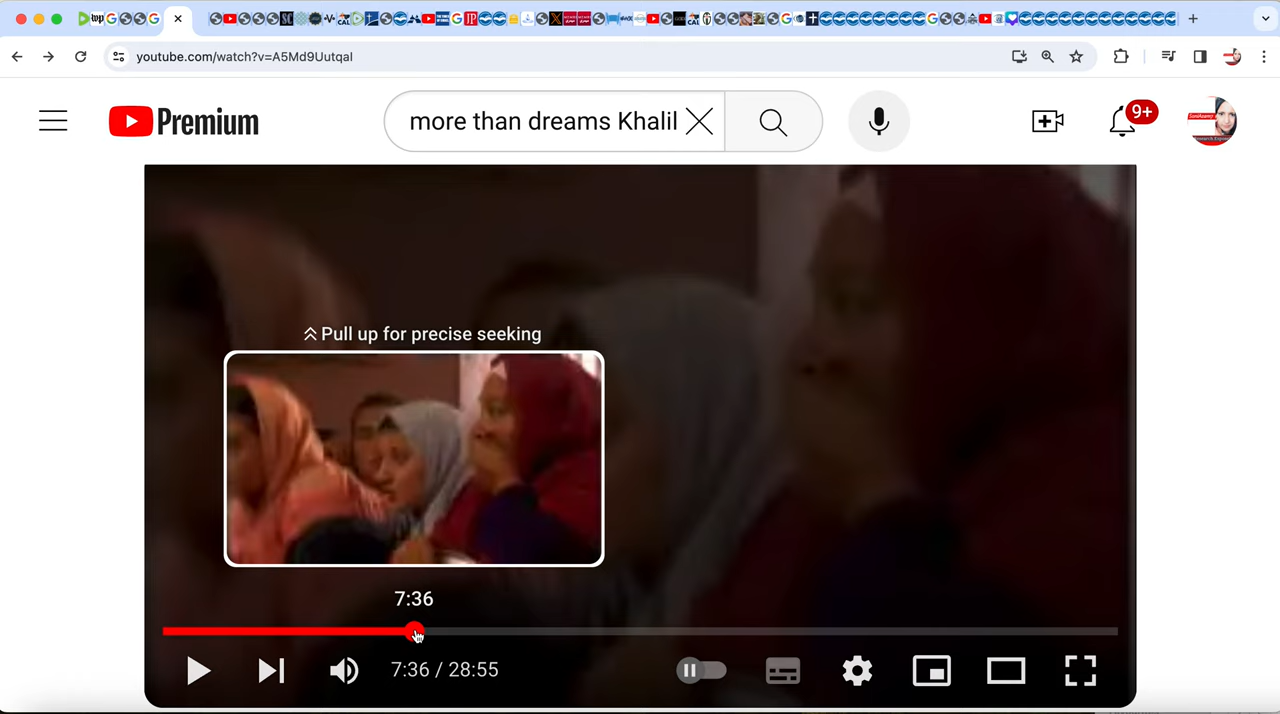 youtube.com/watch?v=A5Md9UutqaI
Premium
more than dreams Khalil
9+
Pull up for precise seeking
7:36
7:36 / 28:55